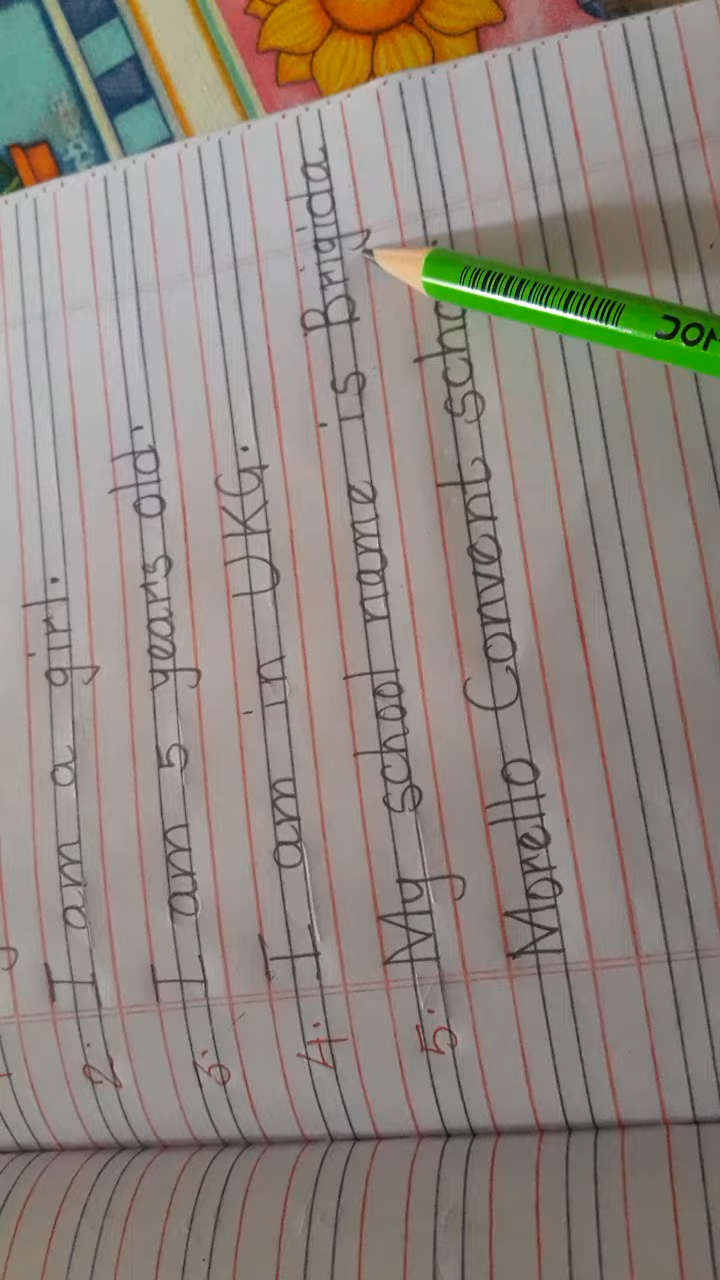 2. I am a girl.
3. I am 5 years old.
4. I am in UKG.
5. My school name is Brigida
Morello Convent